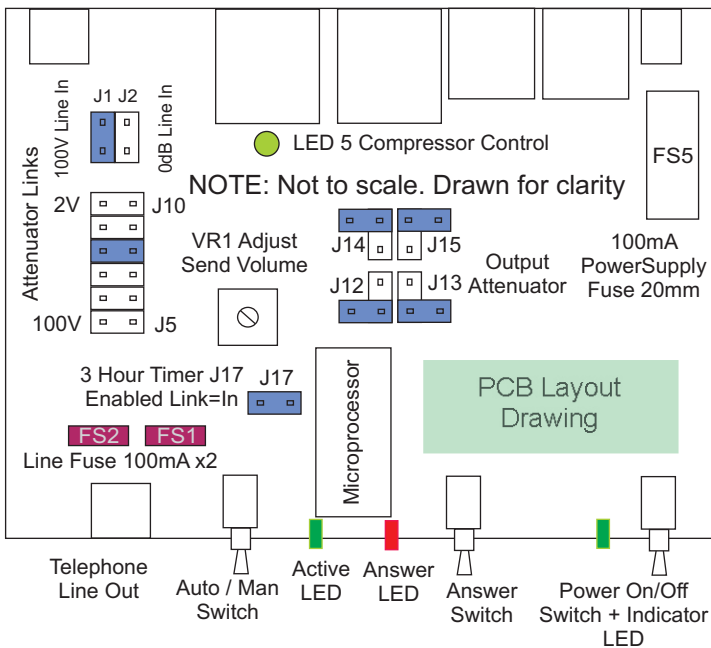 100V Line In
J1 J2
0dB Line In
LED 5 Compressor Control
FS5
NOTE: Not to scale. Drawn for clarity
Attenuator Links
2V
J10
100V
J5
VR1 Adjust
Send Volume
J14
J15
J12
J13
Output
Attenuator
100mA
PowerSupply
Fuse 20mm
3 Hour Timer J17
Enabled Link=In
J17
FS2
FS1
Line Fuse 100mA x2
Microprocessor
PCB Layout
Drawing
Telephone
Line Out
Auto / Man
Switch
Active
LED
Answer
LED
Answer
Switch
Power On/Off
Switch + Indicator
LED